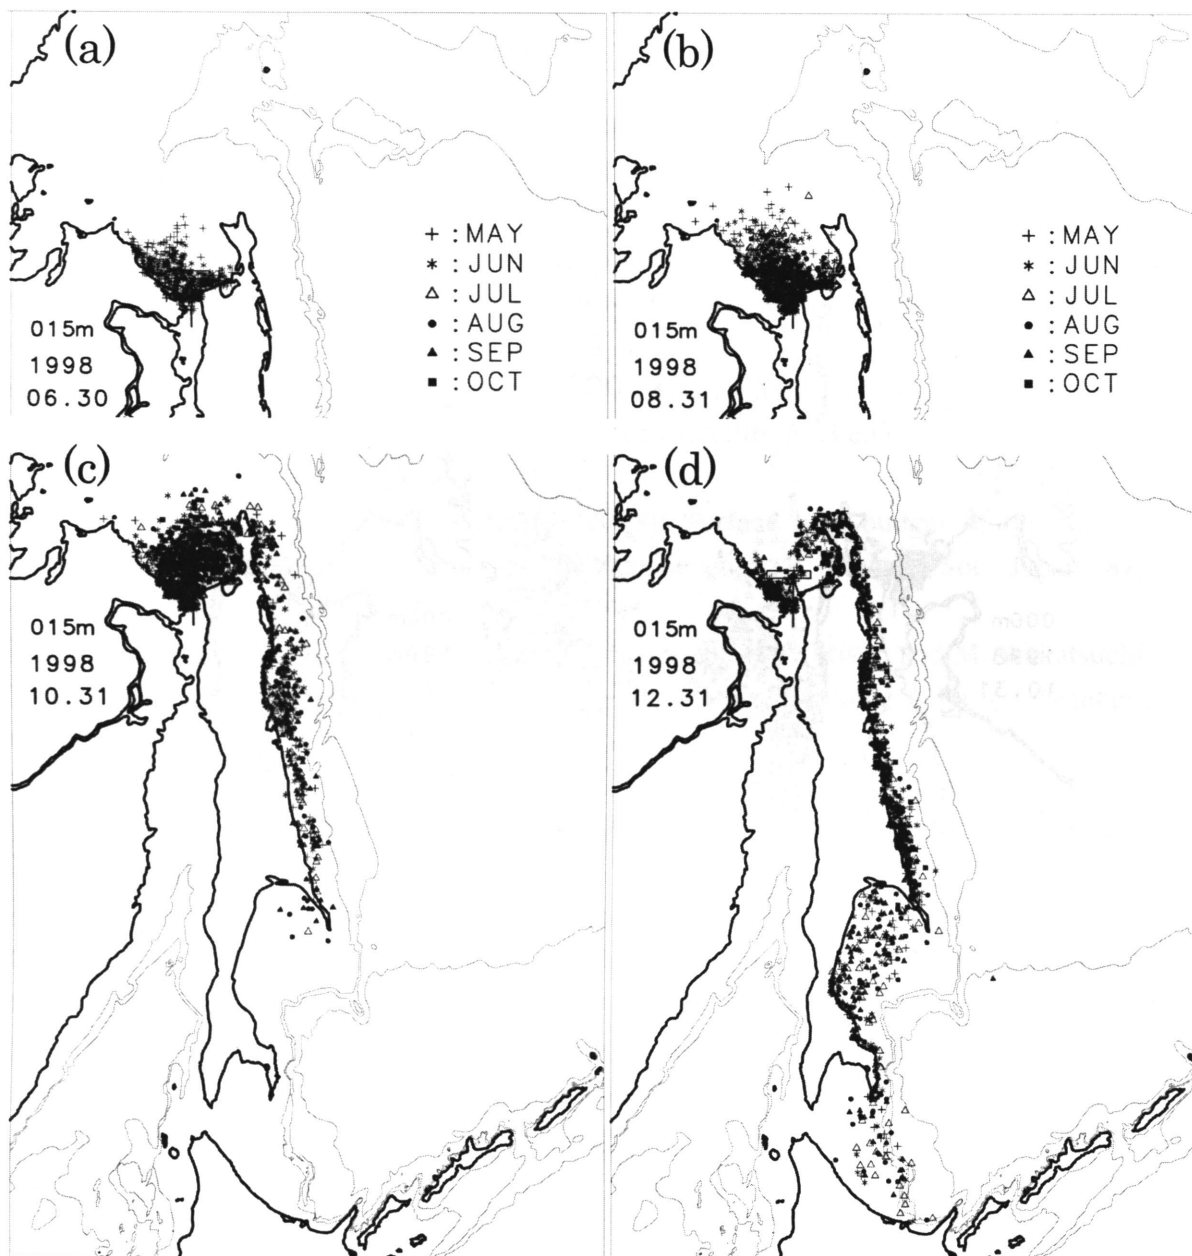 (a)
+ : MAY
* : JUN
△ : JUL
● : AUG
▲ : SEP
■ : OCT
015m
1998
06.30
(b)
+ : MAY
* : JUN
△ : JUL
● : AUG
▲ : SEP
■ : OCT
015m
1998
08.31
(c)
015m
1998
10.31
(d)
015m
1998
12.31